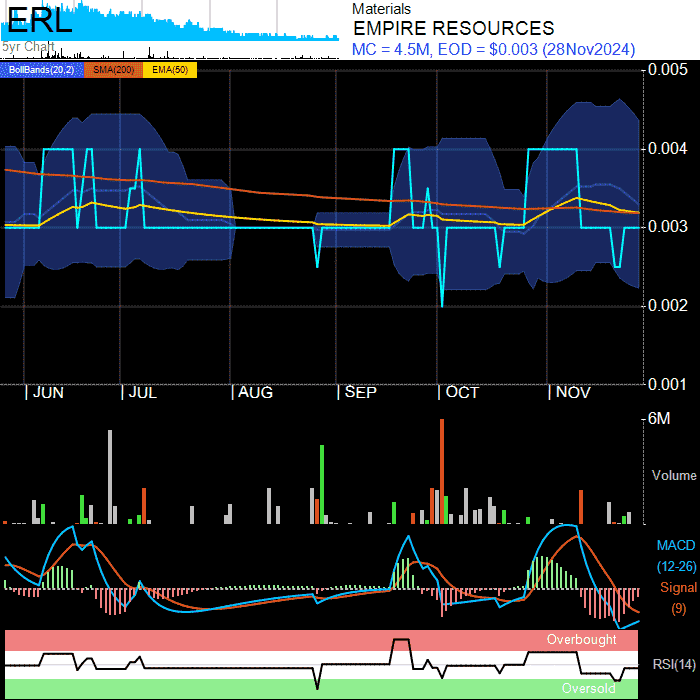 ERL
5yr Chart
Materials
EMPIRE RESOURCES
MC = 4.5M, EOD = $0.003 (28Nov2024)
BollBands(20,2) SMA(200) EMA(50)
0.005
0.004
0.003
0.002
0.001
JUN JUL AUG SEP OCT NOV
6M
Volume
MACD
(12-26)
Signal
(9)
Overbought
RSI(14)
Oversold